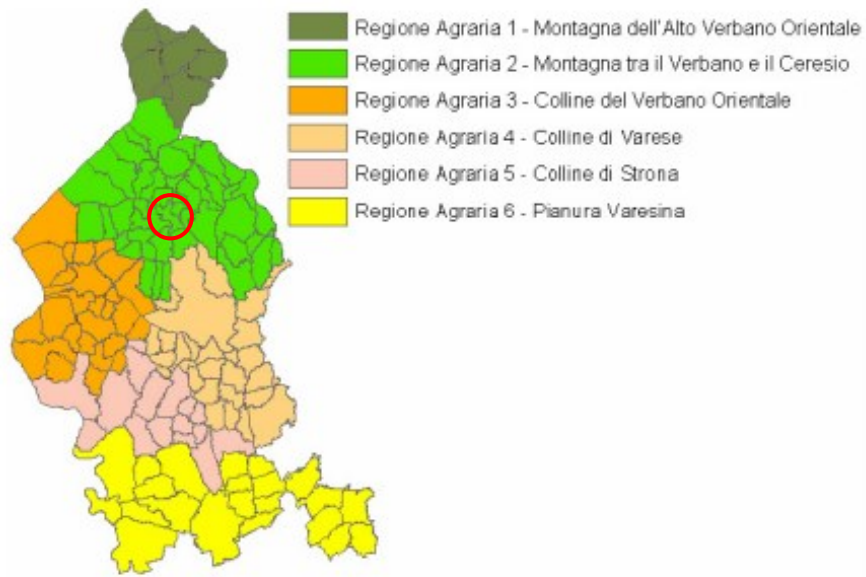 Regione Agraria 1 - Montagna dell'Alto Verbano Orientale
Regione Agraria 2 - Montagna tra il Verbano e il Ceresio
Regione Agraria 3 - Colline del Verbano Orientale
Regione Agraria 4 - Colline di Varese
Regione Agraria 5 - Colline di Strona
Regione Agraria 6 - Pianura Varesina